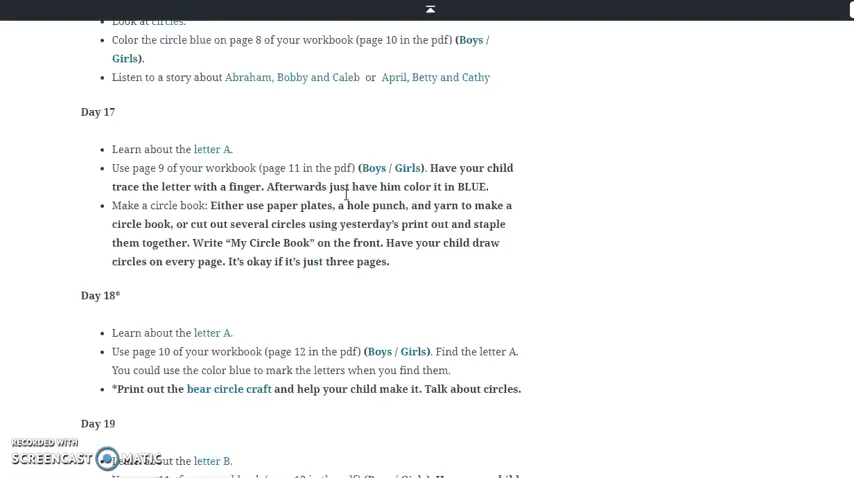 Look at circles.
Color the circle blue on page 8 of your workbook (page 10 in the pdf) (Boys /
Girls).
Listen to a story about Abraham, Bobby and Caleb or April, Betty and Cathy
Day 17
Learn about the letter A.
Use page 9 of your workbook (page 11 in the pdf) (Boys / Girls). Have your child
trace the letter with a finger. Afterwards just have him color it in BLUE.
Make a circle book: Either use paper plates, a hole punch, and yarn to make a
circle book, or cut out several circles using yesterday's print out and staple
them together. Write “My Circle Book” on the front. Have your child draw
circles on every page. It's okay if it's just three pages.
Day 18*
Learn about the letter A.
Use page 10 of your workbook (page 12 in the pdf) (Boys / Girls). Find the letter A.
You could use the color blue to mark the letters when you find them.
*Print out the bear circle craft and help your child make it. Talk about circles.
Day 19
RECORDED WITH
SCREENCAST MATIC
Learn about the letter B.